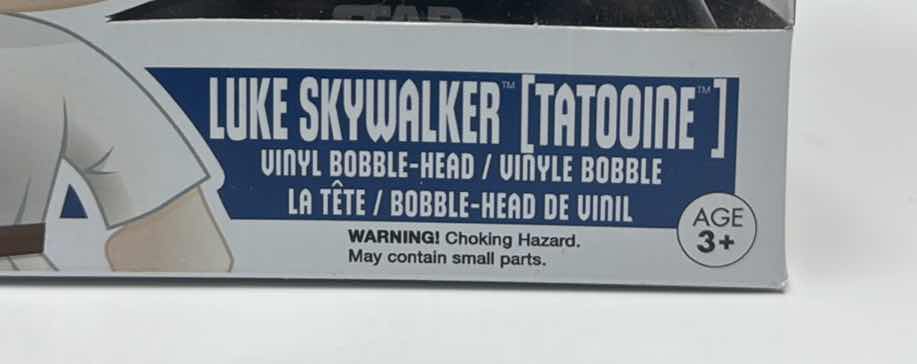 STAR
LUKE SKYWALKER™ [TATOOINE™]
VINYL BOBBLE-HEAD / VINYLE BOBBLE
LA TÊTE / BOBBLE-HEAD DE VINIL
WARNING! Choking Hazard.
May contain small parts.
AGE
3+